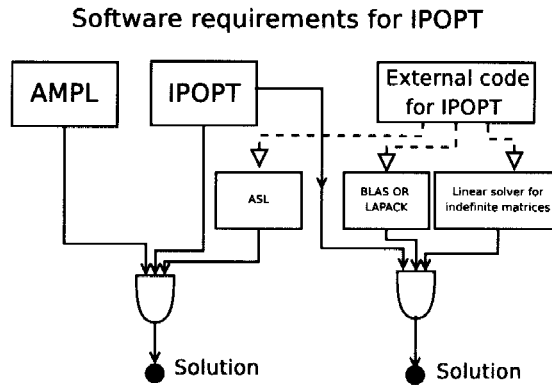 Software requirements for IPOPT
AMPL
IPOPT
External code
for IPOPT
ASL
BLAS OR
LAPACK
Linear solver for
indefinite matrices
Solution
Solution